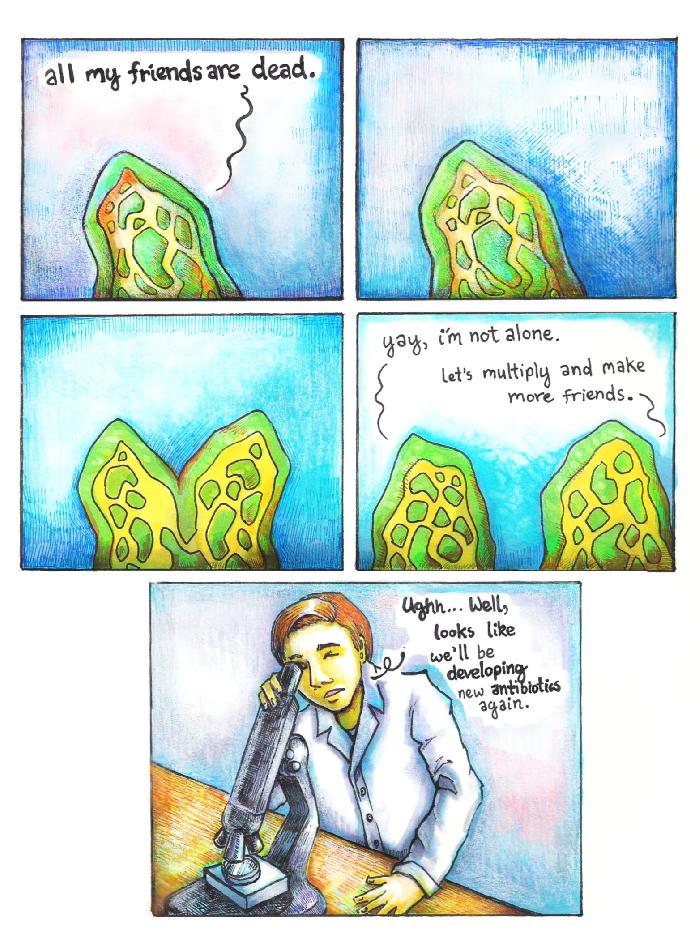 all my friends are dead.
yay, i'm not alone.
let's multiply and make
more friends.
Ughh... Well,
looks like
we'll be
developing
new antibiotics
again.